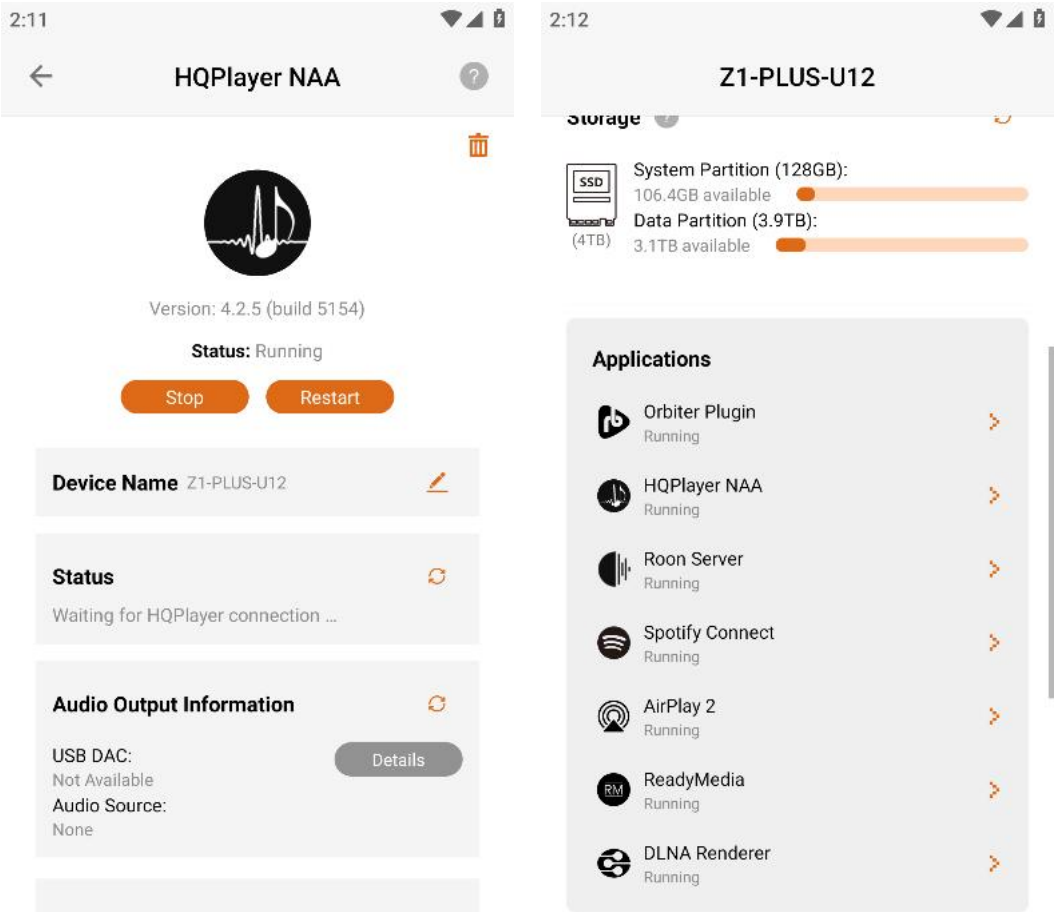 2:11
HQPlayer NAA
?
Version: 4.2.5 (build 5154)
Status: Running
Stop
Restart
Device Name Z1-PLUS-U12
Status
Waiting for HQPlayer connection ...
Audio Output Information
USB DAC:
Details
Not Available
Audio Source:
None
2:12
Z1-PLUS-U12
Storage ?
SSD
(4TB)
System Partition (128GB):
106.4GB available
Data Partition (3.9TB):
3.1TB available
Applications
Orbiter Plugin
Running
HQPlayer NAA
Running
Roon Server
Running
Spotify Connect
Running
AirPlay 2
Running
RM
ReadyMedia
Running
DLNA Renderer
Running